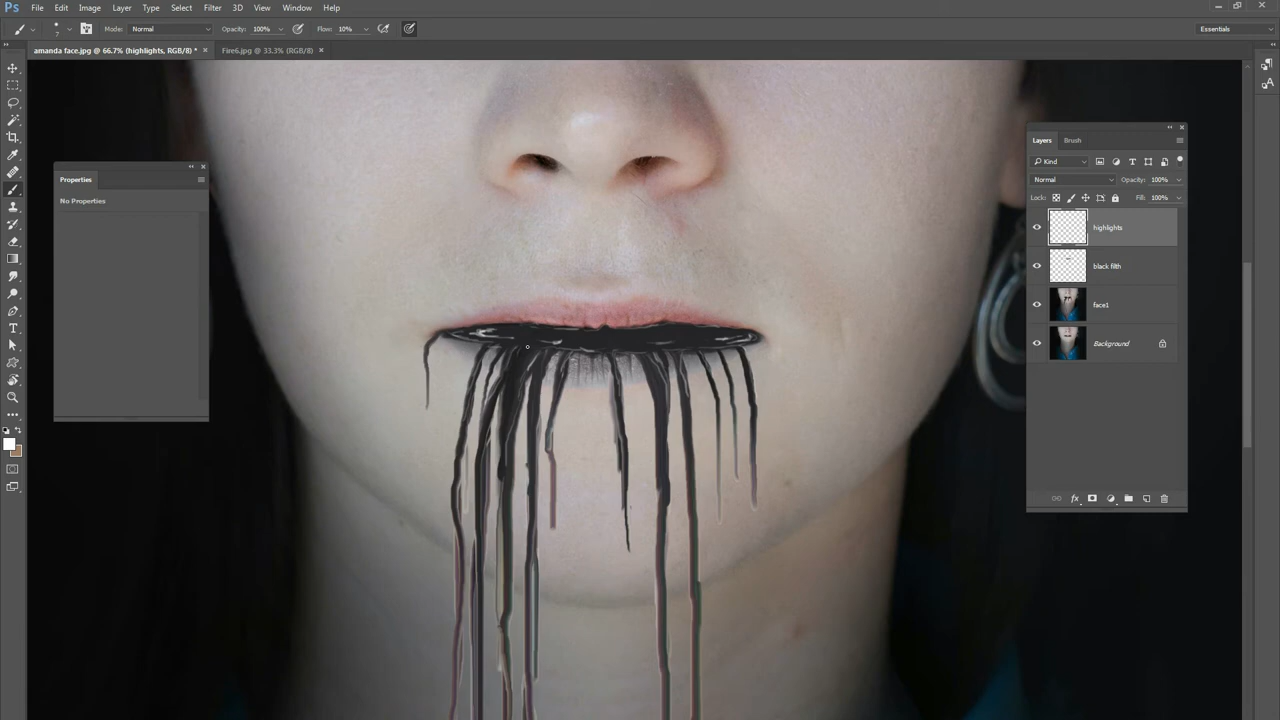 Ps File Edit Image Layer Type Select Filter 3D View Window Help
Mode: Normal Opacity: 100% Flow: 10% Essentials
amanda face.jpg @ 66.7% (highlights, RGB/8) * × Fire6.jpg @ 33.3% (RGB/8) ×
Layers Brush
Kind
Properties
Normal Opacity: 100%
No Properties
Lock: Fill: 100%
highlights
black filth
face1
Background
fx